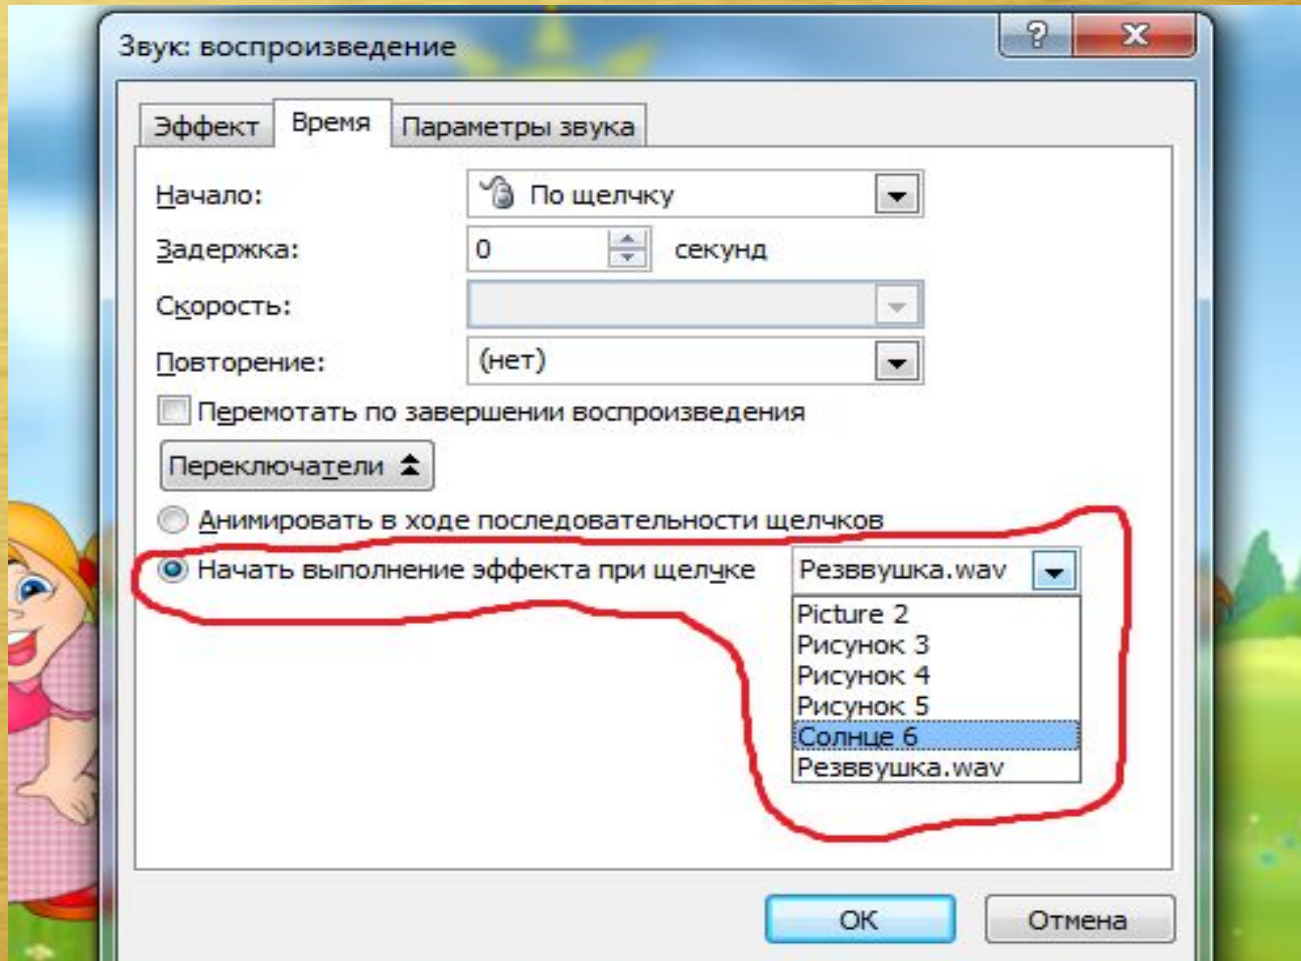 Звук: воспроизведение
?
Эффект Время Параметры звука
Начало: По щелчку
Задержка: 0 секунд
Скорость:
Повторение: (нет)
Перемотать по завершении воспроизведения
Переключатели
Анимировать в ходе последовательности щелчков
Начать выполнение эффекта при щелчке Резввушка.wav
Picture 2
Рисунок 3
Рисунок 4
Рисунок 5
Солнце 6
Резввушка.wav
ОК Отмена